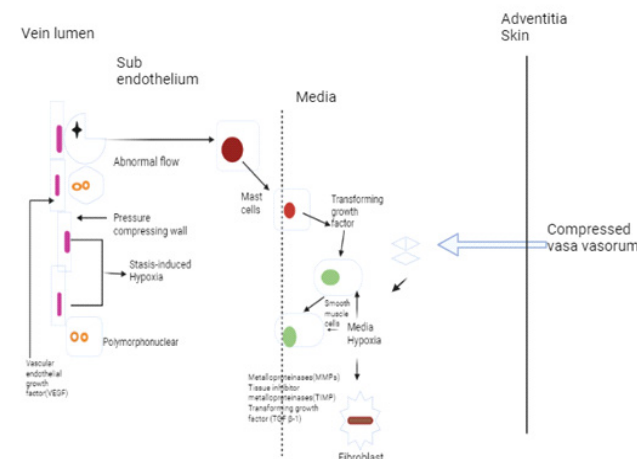 Adventitia
Skin
Vein lumen
Sub
endothelium
Media
Abnormal flow
Mast
cells
Transforming
growth
factor
Pressure
compressing wall
Compressed
vasa vasorum
Stasis-induced
Hypoxia
Smooth
muscle
cells
Media
Hypoxia
Polymorphonuclear
Vascular
endothelial
growth
factor(VEGF)
Metalloproteinases(MMPs)
Tissue inhibitor
metalloproteinases(TIMP)
Transforming growth
factor (TGF β-1)
Fibroblast